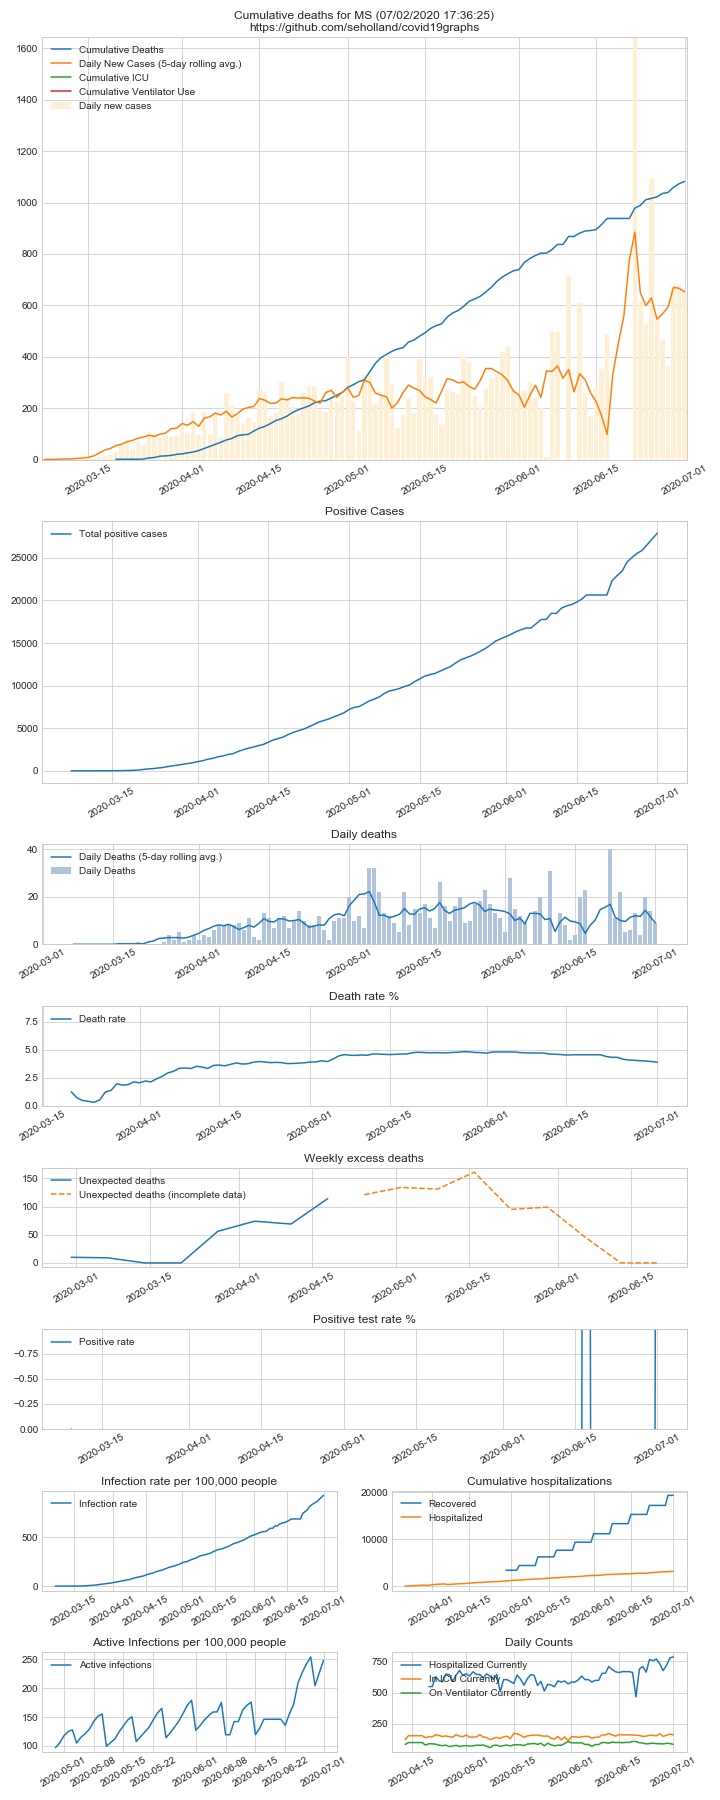 Cumulative deaths for MS (07/02/2020 17:36:25)
https://github.com/seholland/covid19graphs
Cumulative Deaths
Daily New Cases (5-day rolling avg.)
Cumulative ICU
Cumulative Ventilator Use
Daily new cases
1600
1400
1200
1000
800
600
400
200
0
2020-03-15 2020-04-01 2020-04-15 2020-05-01 2020-05-15 2020-06-01 2020-06-15 2020-07-01
Positive Cases
Total positive cases
25000
20000
15000
10000
5000
0
2020-03-15 2020-04-01 2020-04-15 2020-05-01 2020-05-15 2020-06-01 2020-06-15 2020-07-01
Daily deaths
Daily Deaths (5-day rolling avg.)
Daily Deaths
40
20
0
2020-03-01 2020-03-15 2020-04-01 2020-04-15 2020-05-01 2020-05-15 2020-06-01 2020-06-15 2020-07-01
Death rate %
Death rate
7.5
5.0
2.5
0.0
2020-03-15 2020-04-01 2020-04-15 2020-05-01 2020-05-15 2020-06-01 2020-06-15 2020-07-01
Weekly excess deaths
Unexpected deaths
Unexpected deaths (incomplete data)
150
100
50
0
2020-03-01 2020-03-15 2020-04-01 2020-04-15 2020-05-01 2020-05-15 2020-06-01 2020-06-15
Positive test rate %
Positive rate
−0.75
−0.50
−0.25
0.00
2020-03-15 2020-04-01 2020-04-15 2020-05-01 2020-05-15 2020-06-01 2020-06-15 2020-07-01
Infection rate per 100,000 people
Infection rate
500
0
2020-03-15 2020-04-01 2020-04-15 2020-05-01 2020-05-15 2020-06-01 2020-06-15 2020-07-01
Cumulative hospitalizations
Recovered
Hospitalized
20000
10000
0
2020-04-01 2020-04-15 2020-05-01 2020-05-15 2020-06-01 2020-06-15 2020-07-01
Active Infections per 100,000 people
Active infections
250
200
150
100
2020-05-01 2020-05-08 2020-05-15 2020-05-22 2020-06-01 2020-06-08 2020-06-15 2020-06-22 2020-07-01
Daily Counts
Hospitalized Currently
In ICU Currently
On Ventilator Currently
750
500
250
2020-04-15 2020-05-01 2020-05-15 2020-06-01 2020-06-15 2020-07-01